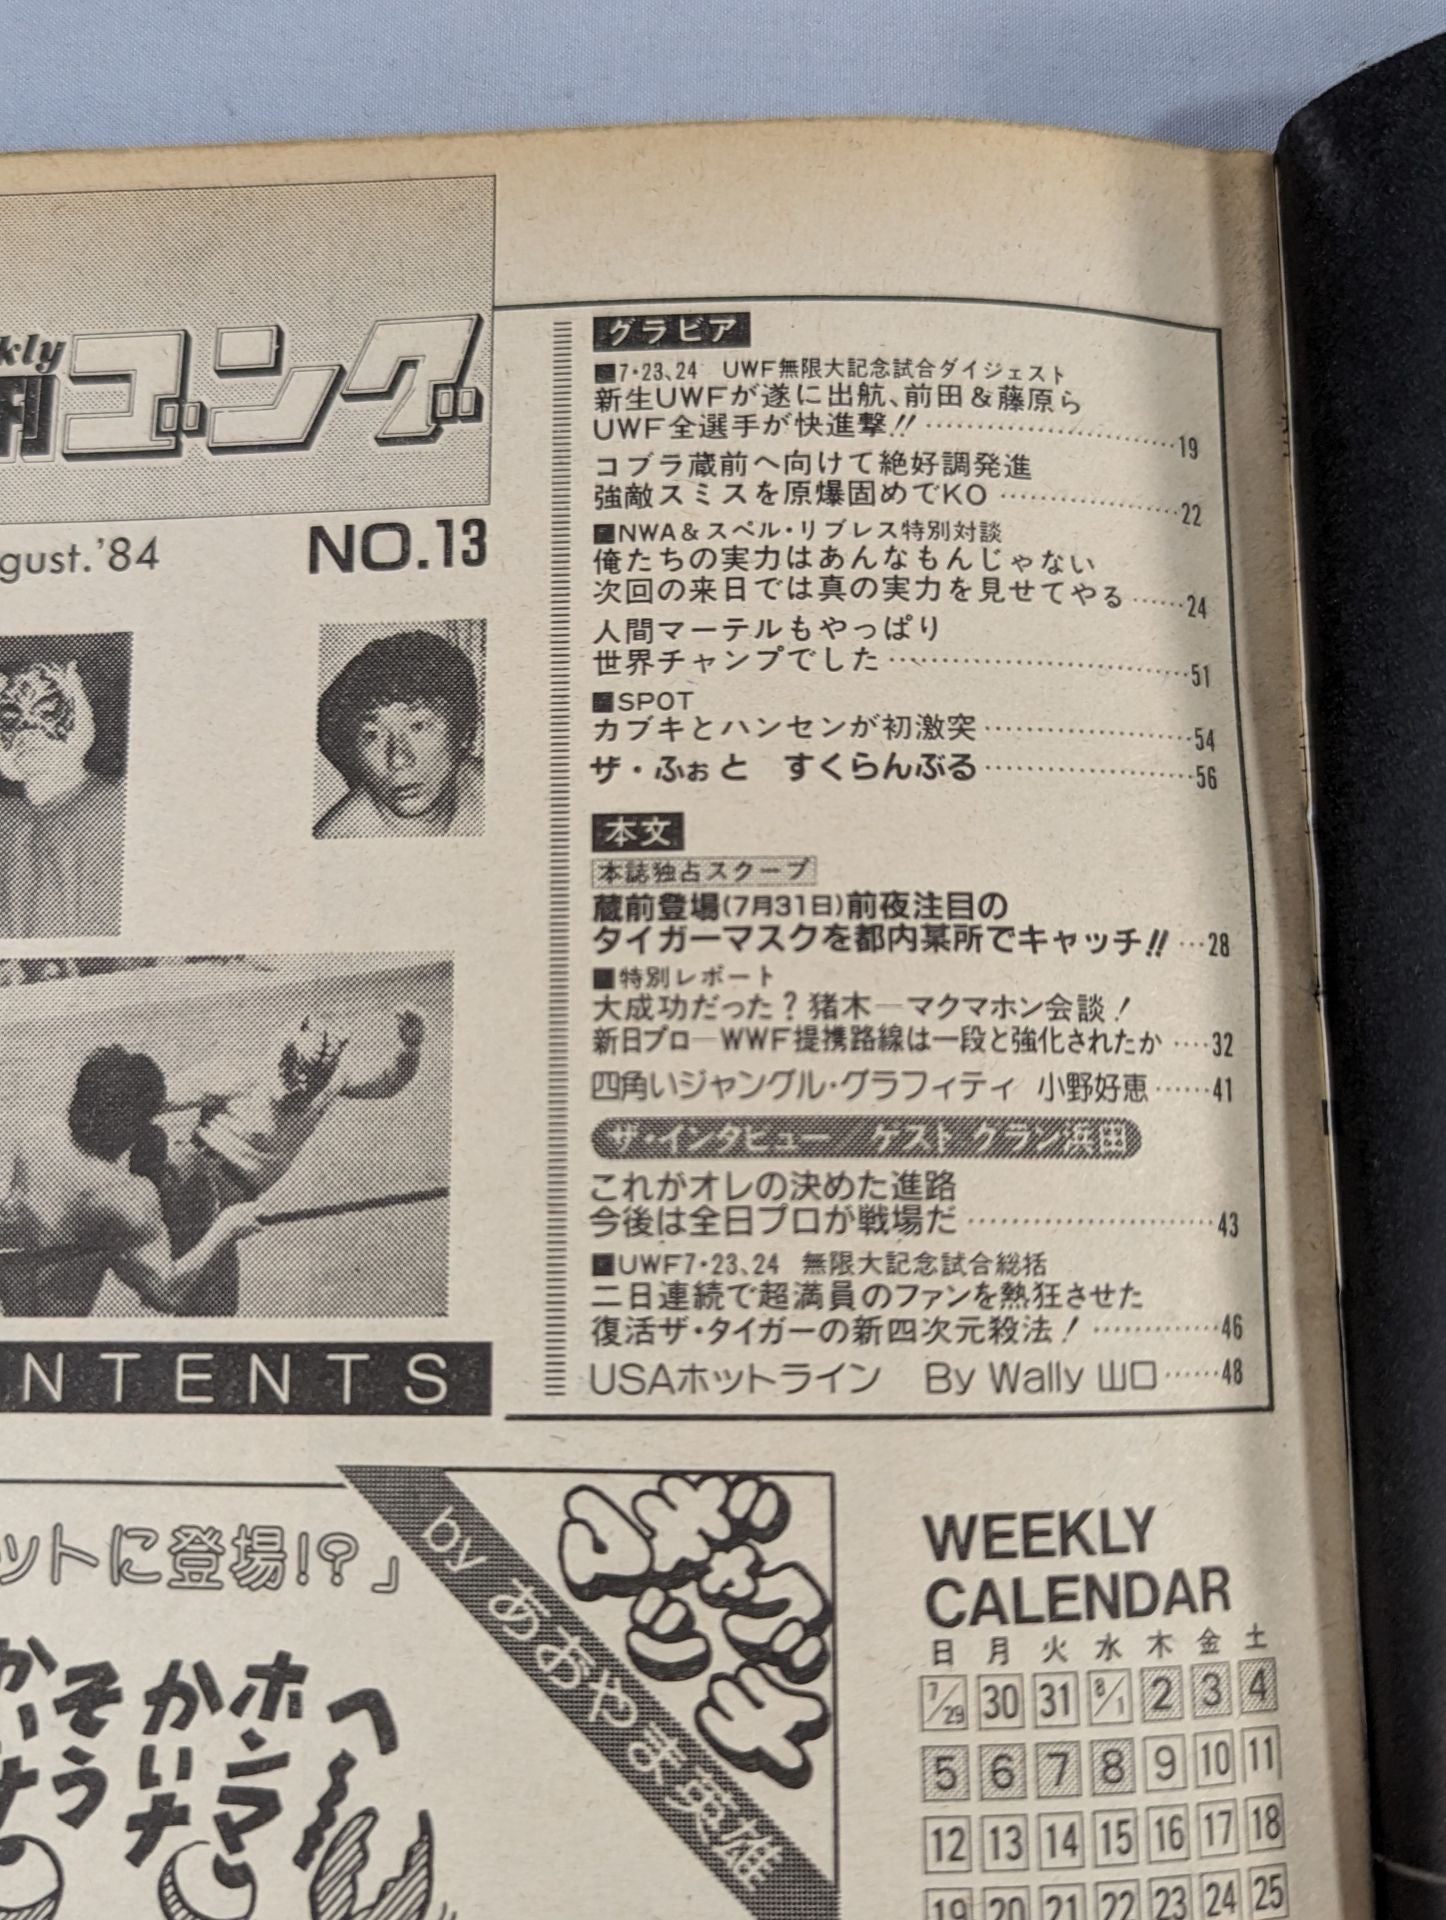 kly
刊ゴング
gust.'84
NO.13
NTENTS
グラビア
■7・23、24 UWF無限大記念試合ダイジェスト
新生UWFが遂に出航、前田&藤原ら
UWF全選手が快進撃!!……19
コブラ蔵前へ向けて絶好調発進
強敵スミスを原爆固めでKO……22
■NWA&スペル・リブレス特別対談
俺たちの実力はあんなもんじゃない
次回の来日では真の実力を見せてやる……24
人間マーテルもやっぱり
世界チャンプでした……51
■SPOT
カブキとハンセンが初激突……54
ザ・ふぉと すくらんぶる……56
本文
本誌独占スクープ
蔵前登場(7月31日)前夜注目の
タイガーマスクを都内某所でキャッチ!!…28
■特別レポート
大成功だった?猪木―マクマホン会談!
新日プロ―WWF提携路線は一段と強化されたか…32
四角いジャングル・グラフィティ 小野好恵……41
ザ・インタビュー/ゲスト グラン浜田
これがオレの決めた進路
今後は全日プロが戦場だ……43
■UWF7・23、24 無限大記念試合総括
二日連続で超満員のファンを熱狂させた
復活ザ・タイガーの新四次元殺法!……46
USAホットライン By Wally 山口……48
ットに登場!?」
by あおやま英雄
ヘ
ホンマ
かいナ
そう
WEEKLY
CALENDAR
日 月 火 水 木 金 土
7/29 30 31 8/1 2 3 4
5 6 7 8 9 10 11
12 13 14 15 16 17 18
19 20 21 22 23 24 25